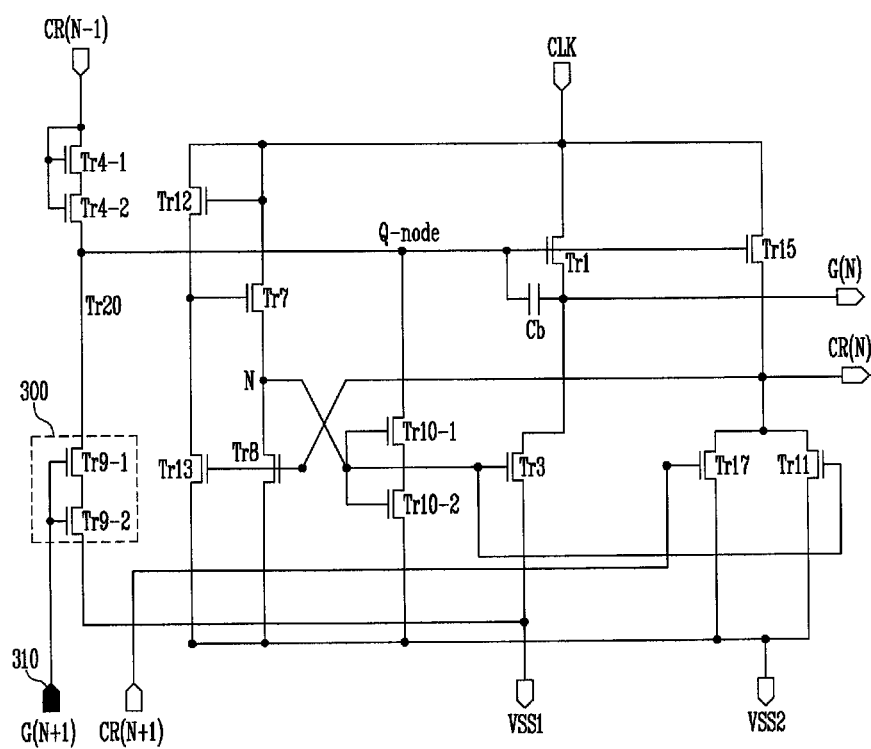 CR(N-1)
CLK
Tr4-1
Tr4-2
Tr12
Q-node
Tr1
Tr15
G(N)
Tr20
Tr7
Cb
CR(N)
N
300
Tr9-1
Tr13
Tr8
Tr10-1
Tr3
Tr17
Tr11
Tr9-2
Tr10-2
310
G(N+1)
CR(N+1)
VSS1
VSS2